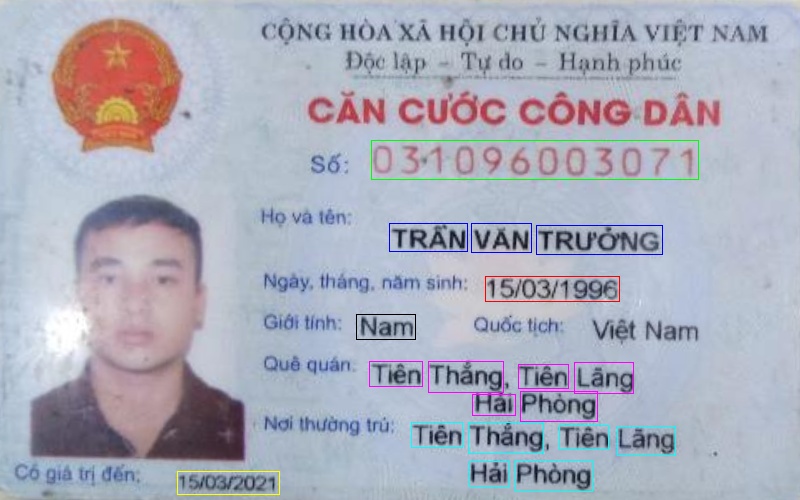 CỘNG HÒA XÃ HỘI CHỦ NGHĨA VIỆT NAM
Độc lập – Tự do – Hạnh phúc
CĂN CƯỚC CÔNG DÂN
Số: 031096003071
Họ và tên:
TRẦN VĂN TRƯỞNG
Ngày, tháng, năm sinh: 15/03/1996
Giới tính: Nam Quốc tịch: Việt Nam
Quê quán: Tiên Thắng, Tiên Lãng
Hải Phòng
Nơi thường trú: Tiên Thắng, Tiên Lãng
Hải Phòng
Có giá trị đến: 15/03/2021